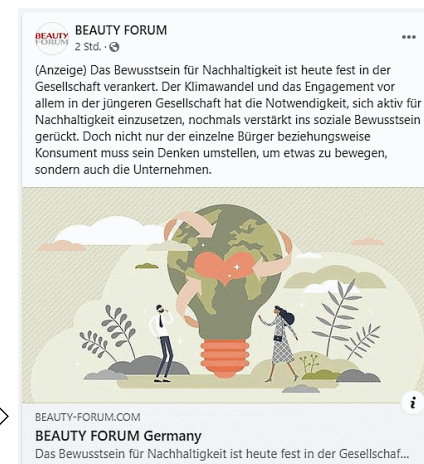 BEAUTY FORUM
BEAUTY FORUM
2 Std.
(Anzeige) Das Bewusstsein für Nachhaltigkeit ist heute fest in der
Gesellschaft verankert. Der Klimawandel und das Engagement vor
allem in der jüngeren Gesellschaft hat die Notwendigkeit, sich aktiv für
Nachhaltigkeit einzusetzen, nochmals verstärkt ins soziale Bewusstsein
gerückt. Doch nicht nur der einzelne Bürger beziehungsweise
Konsument muss sein Denken umstellen, um etwas zu bewegen,
sondern auch die Unternehmen.
BEAUTY-FORUM.COM
BEAUTY FORUM Germany
Das Bewusstsein für Nachhaltigkeit ist heute fest in der Gesellschaf...